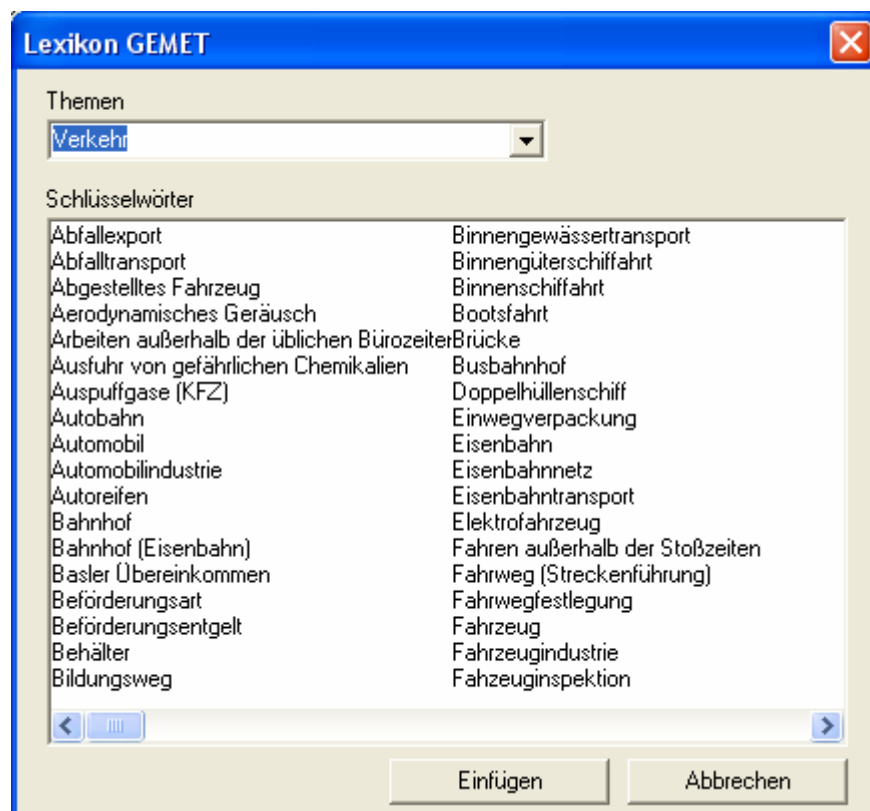 Lexikon GEMET
Themen
Verkehr
Schlüsselwörter
Abfallexport
Abfalltransport
Abgestelltes Fahrzeug
Aerodynamisches Geräusch
Arbeiten außerhalb der üblichen Bürozeiter
Ausfuhr von gefährlichen Chemikalien
Auspuffgase (KFZ)
Autobahn
Automobil
Automobilindustrie
Autoreifen
Bahnhof
Bahnhof (Eisenbahn)
Basler Übereinkommen
Beförderungsart
Beförderungsentgelt
Behälter
Bildungsweg
Binnengewässertransport
Binnengüterschiffahrt
Binnenschiffahrt
Bootsfahrt
Brücke
Busbahnhof
Doppelhüllenschiff
Einwegverpackung
Eisenbahn
Eisenbahnnetz
Eisenbahntransport
Elektrofahrzeug
Fahren außerhalb der Stoßzeiten
Fahrweg (Streckenführung)
Fahrwegfestlegung
Fahrzeug
Fahrzeugindustrie
Fahzeuginspektion
Einfügen
Abbrechen